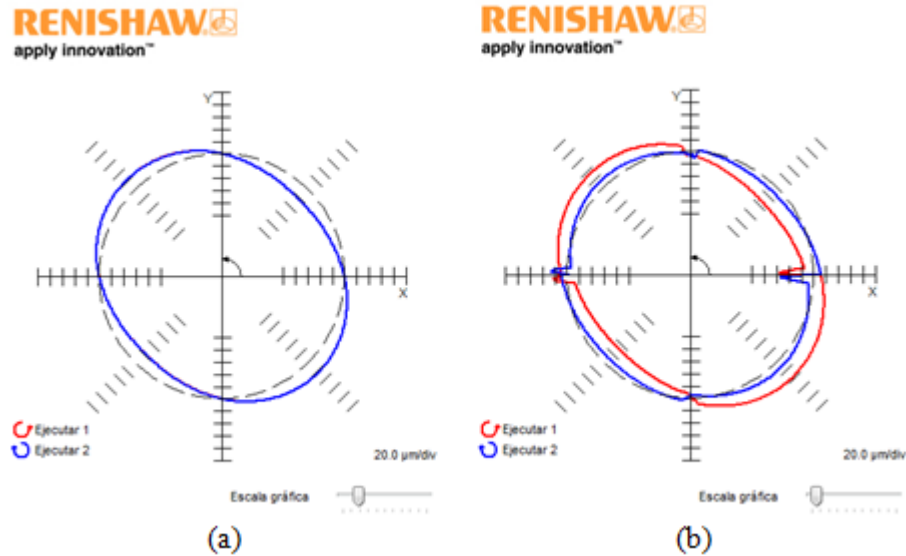 RENISHAW.
apply innovation™
Y
X
Ejecutar 1
Ejecutar 2
20.0 µm/div
Escala gráfica
(a)
RENISHAW.
apply innovation™
Y
X
Ejecutar 1
Ejecutar 2
20.0 µm/div
Escala gráfica
(b)